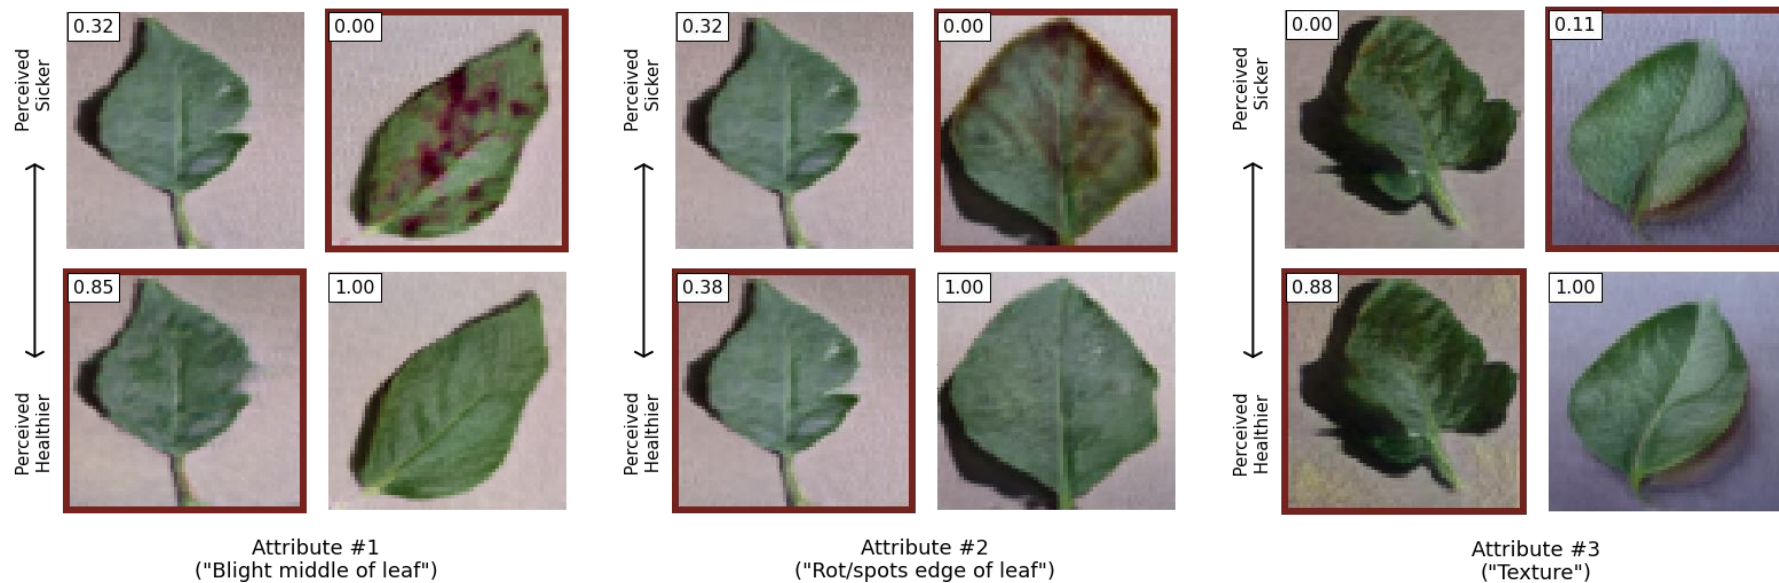 Perceived
Sicker
0.32
0.00
0.85
1.00
Perceived
Healthier
Attribute #1
("Blight middle of leaf")
Perceived
Sicker
0.32
0.00
0.38
1.00
Perceived
Healthier
Attribute #2
("Rot/spots edge of leaf")
Perceived
Sicker
0.00
0.11
0.88
1.00
Perceived
Healthier
Attribute #3
("Texture")